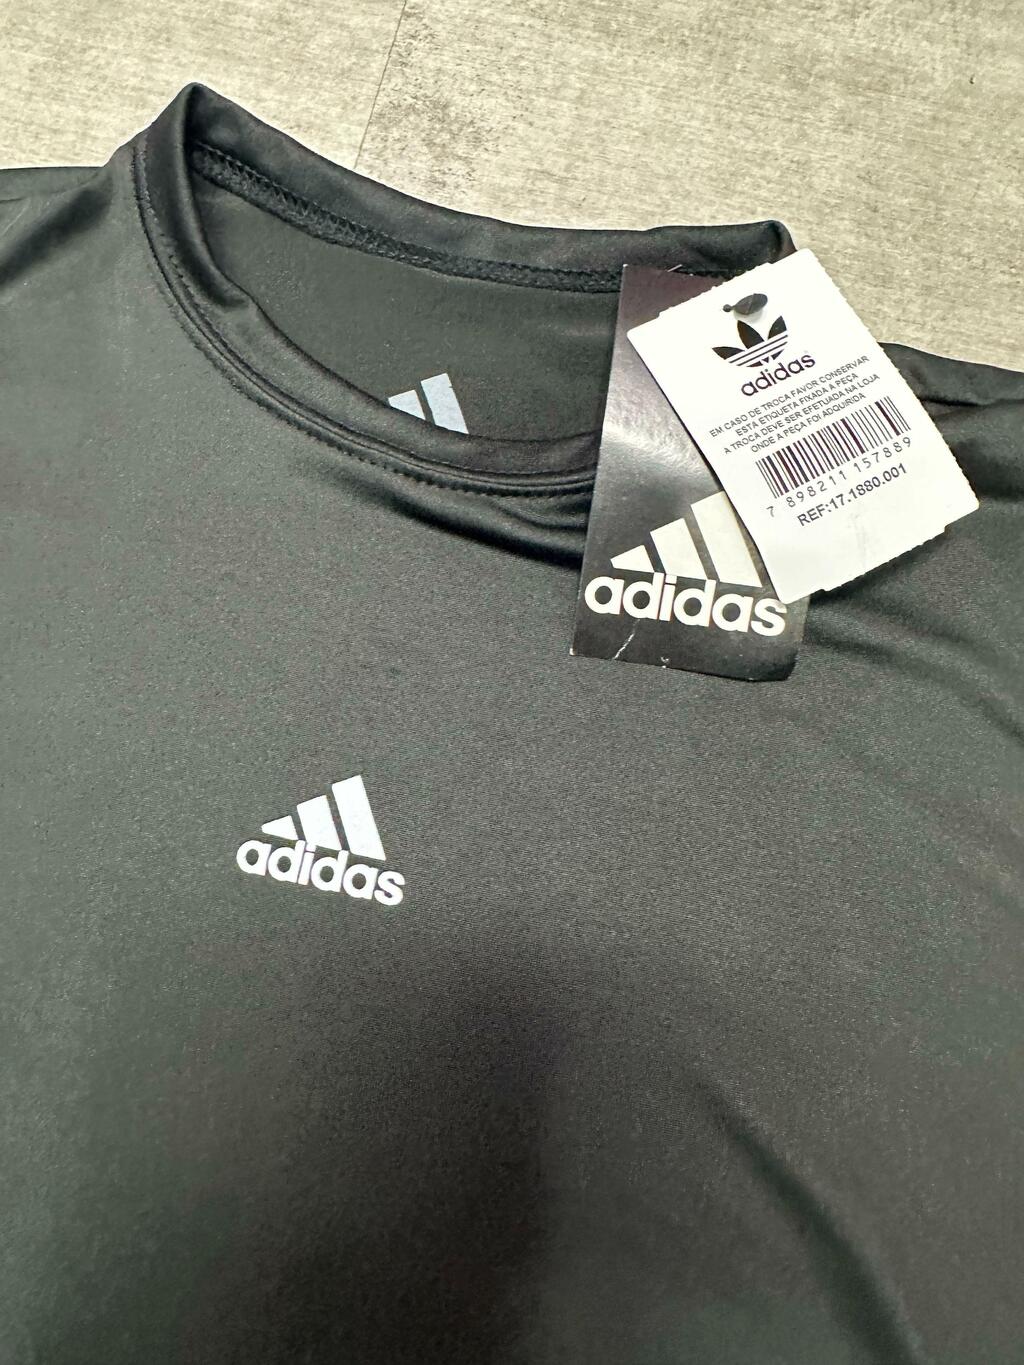 adidas
EM CASO DE TROCA FAVOR CONSERVAR
ESTA ETIQUETA FIXADA A PEÇA
A TROCA DEVE SER EFETUADA NA LOJA
ONDE A PEÇA FOI ADQUIRIDA
7 898211 157889
REF:17.1880.001
adidas
adidas